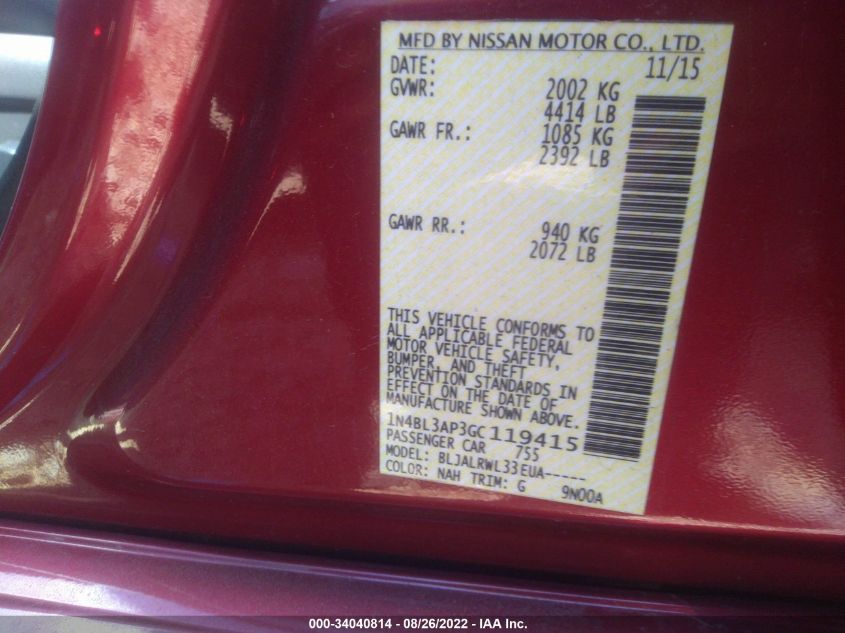 MFD BY NISSAN MOTOR CO., LTD.
DATE: 11/15
GVWR: 2002 KG
4414 LB
GAWR FR.: 1085 KG
2392 LB
GAWR RR.: 940 KG
2072 LB
THIS VEHICLE CONFORMS TO
ALL APPLICABLE FEDERAL
MOTOR VEHICLE SAFETY,
BUMPER, AND THEFT
PREVENTION STANDARDS IN
EFFECT ON THE DATE OF
MANUFACTURE SHOWN ABOVE.
1N4BL3AP3GC119415
PASSENGER CAR 755
MODEL: BLJALRWL33EUA-----
COLOR: NAH TRIM: G 9N00A
000-34040814 - 08/26/2022 - IAA Inc.